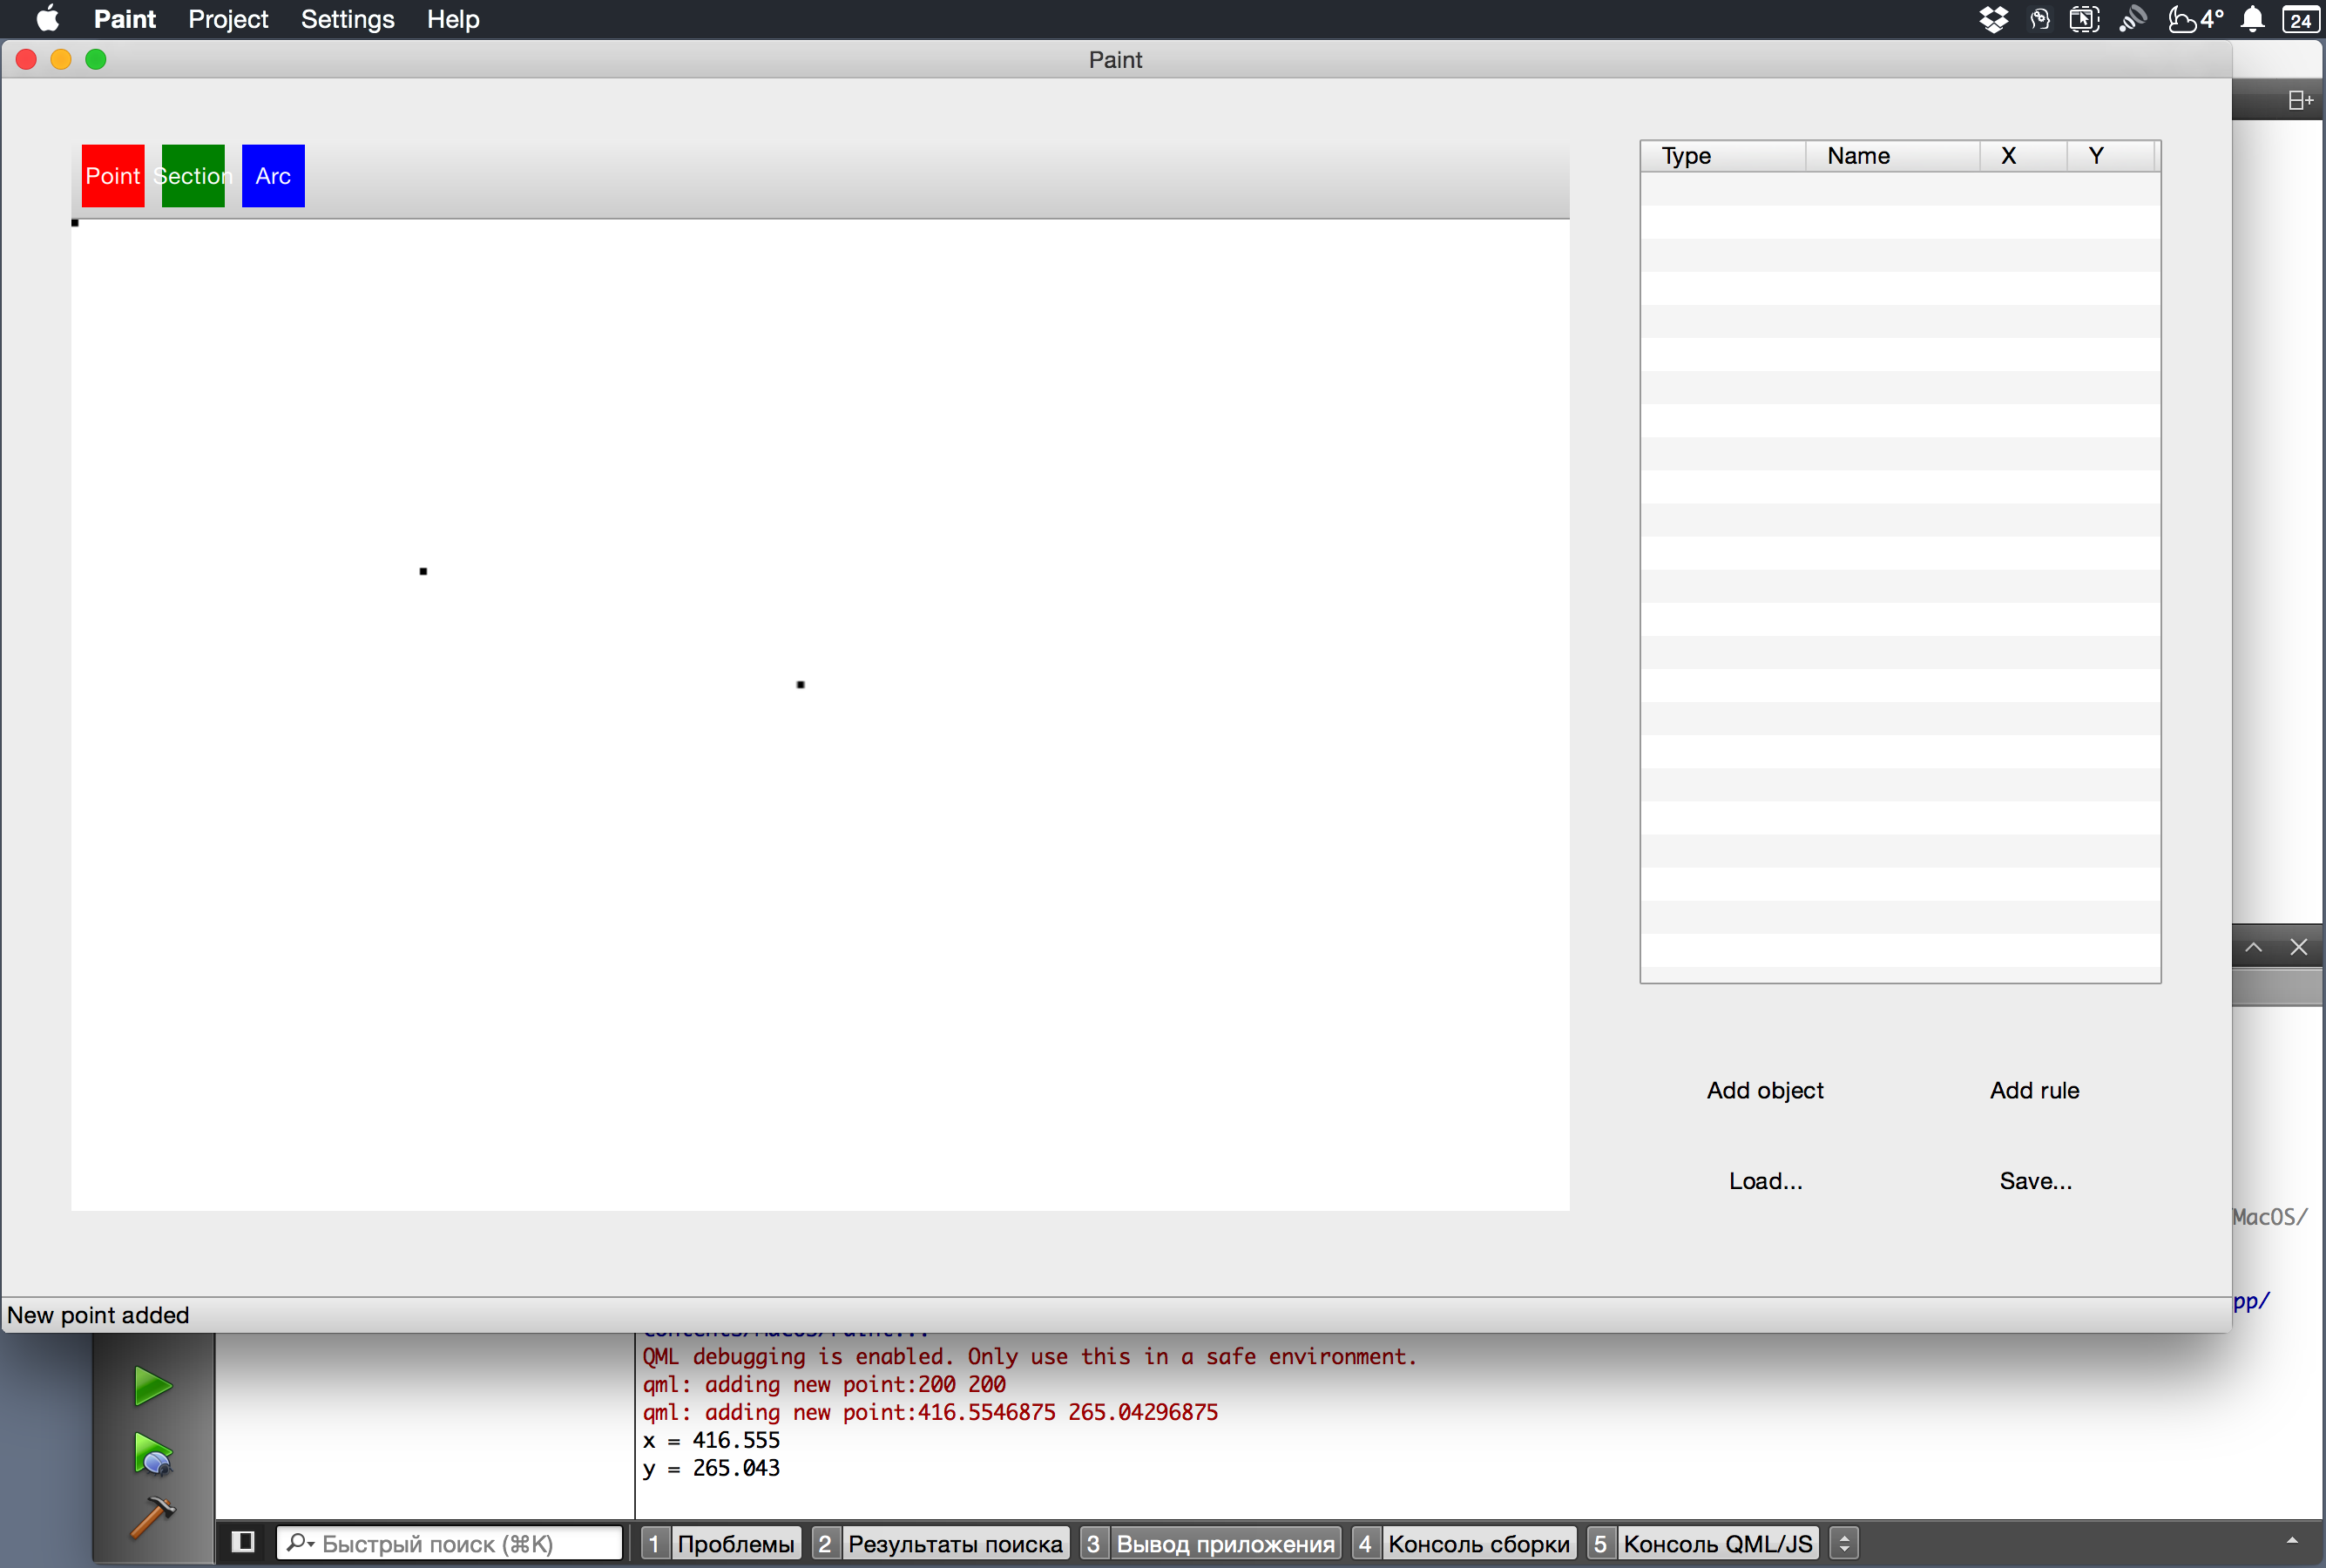 Paint Project Settings Help 4° 24
Paint
Point Section Arc
Type Name X Y
Add object Add rule
Load... Save...
MacOS/
pp/
New point added
QML debugging is enabled. Only use this in a safe environment.
qml: adding new point:200 200
qml: adding new point:416.5546875 265.04296875
x = 416.555
y = 265.043
Быстрый поиск (⌘K) 1 Проблемы 2 Результаты поиска 3 Вывод приложения 4 Консоль сборки 5 Консоль QML/JS